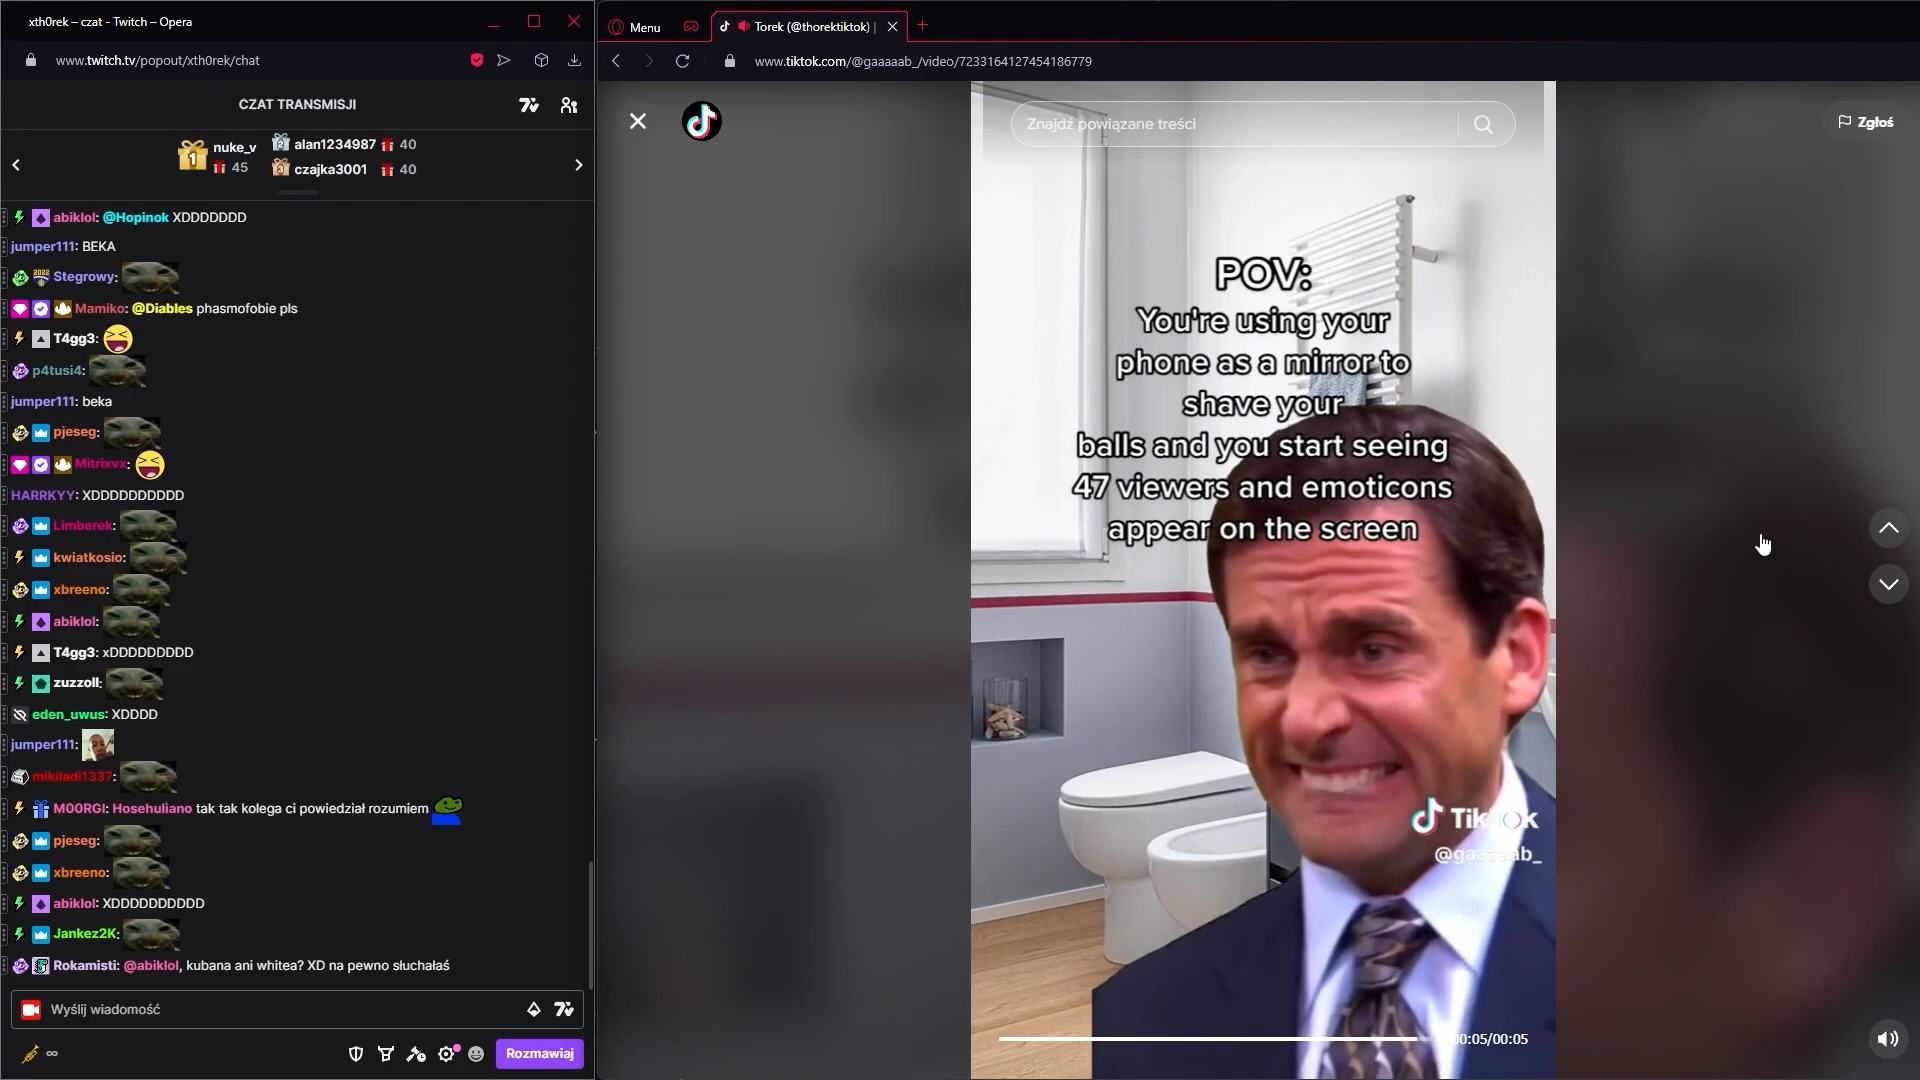 xth0rek – czat - Twitch – Opera
www.twitch.tv/popout/xth0rek/chat
CZAT TRANSMISJI
nuke_v
45
alan1234987 40
czajka3001 40
abiklol: @Hopinok XDDDDDDD
jumper111: BEKA
Stegrowy:
Mamiko: @Diables phasmofobie pls
T4gg3:
p4tusi4:
jumper111: beka
pjeseg:
Mitrixvx:
HARRKYY: XDDDDDDDDDD
Limberek:
kwiatkosio:
xbreeno:
abiklol:
T4gg3: xDDDDDDDDD
zuzzoll:
eden_uwus: XDDDD
jumper111:
mikiladi1337:
M00RGI: Hosehuliano tak tak kolega ci powiedział rozumiem
pjeseg:
xbreeno:
abiklol: XDDDDDDDDDD
Jankez2K:
Rokamisti: @abiklol, kubana ani whitea? XD na pewno słuchałaś
Wyślij wiadomość
∞
Rozmawiaj
Menu
Torek (@thorektiktok) |
www.tiktok.com/@gaaaaab_/video/7233164127454186779
Znajdź powiązane treści
Zgłoś
POV:
You're using your
phone as a mirror to
shave your
balls and you start seeing
47 viewers and emoticons
appear on the screen
TikTok
@gaaaaab_
00:05/00:05